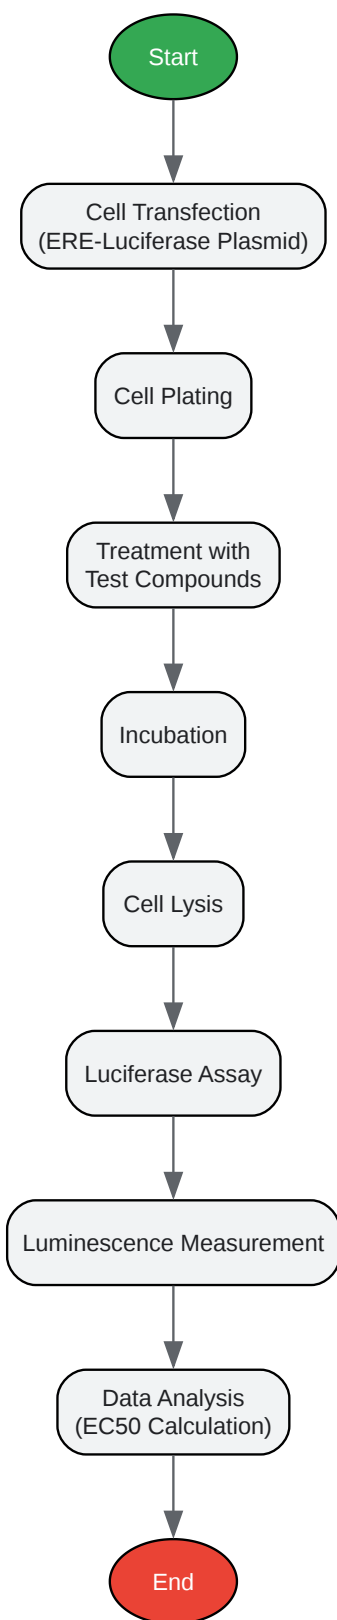 Start
Cell Transfection
(ERE-Luciferase Plasmid)
Cell Plating
Treatment with
Test Compounds
Incubation
Cell Lysis
Luciferase Assay
Luminescence Measurement
Data Analysis
(EC50 Calculation)
End